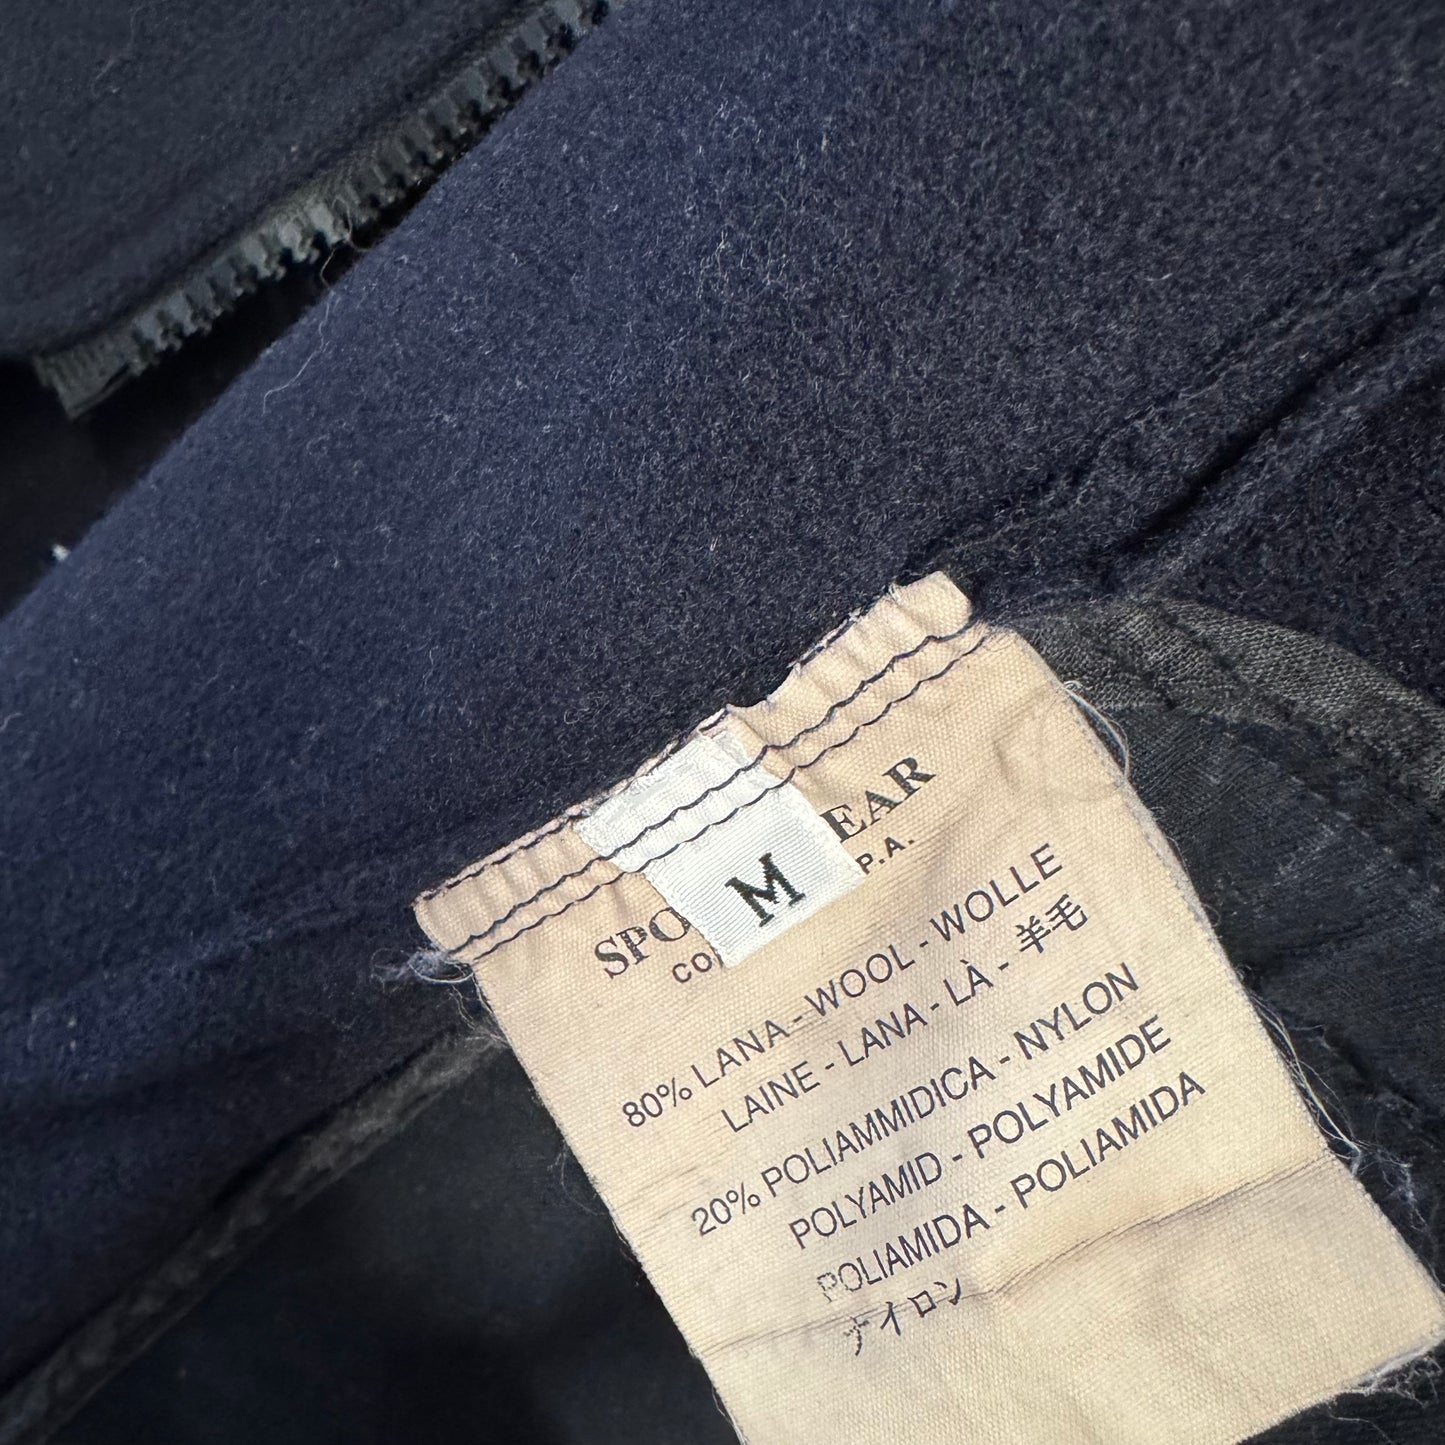 M
SPO EAR
CO P.A.
80% LANA - WOOL - WOLLE
LAINE - LANA - LÀ - 羊毛
20% POLIAMMIDICA - NYLON
POLYAMID - POLYAMIDE
POLIAMIDA - POLIAMIDA
ナイロン